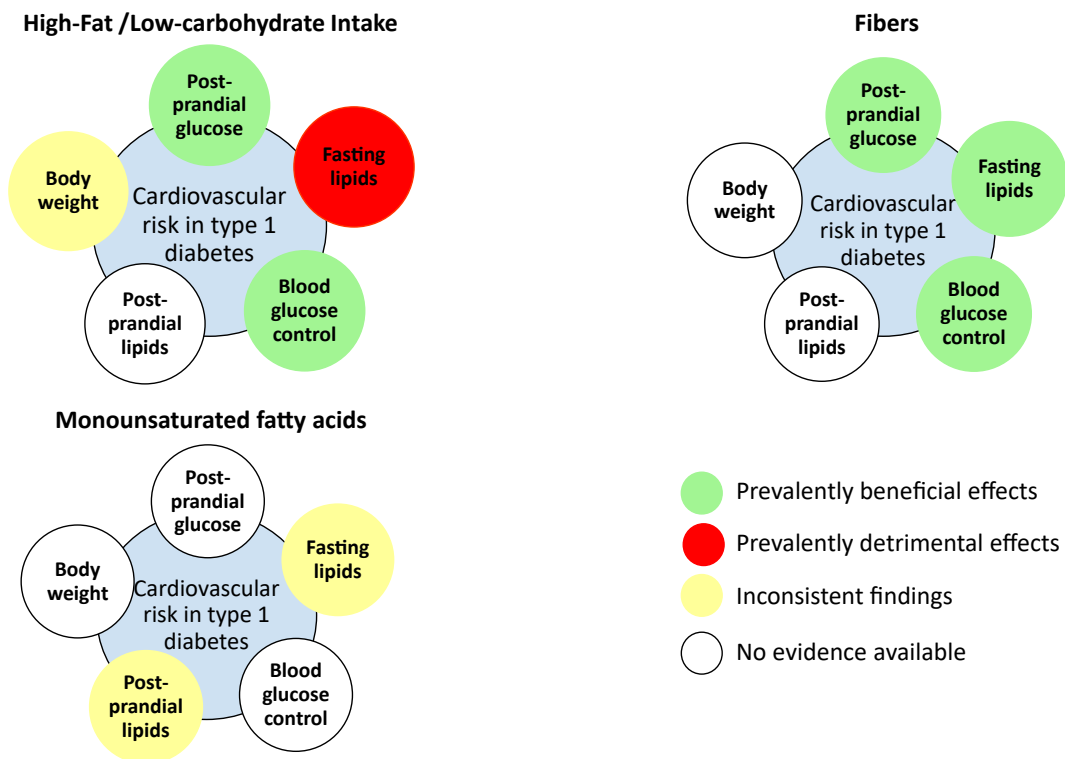 High-Fat /Low-carbohydrate Intake
Post-
prandial
glucose
Fasting
lipids
Body
weight
Cardiovascular
risk in type 1
diabetes
Post-
prandial
lipids
Blood
glucose
control
Fibers
Post-
prandial
glucose
Fasting
lipids
Body
weight
Cardiovascular
risk in type 1
diabetes
Post-
prandial
lipids
Blood
glucose
control
Monounsaturated fatty acids
Post-
prandial
glucose
Fasting
lipids
Body
weight
Cardiovascular
risk in type 1
diabetes
Post-
prandial
lipids
Blood
glucose
control
Prevalently beneficial effects
Prevalently detrimental effects
Inconsistent findings
No evidence available